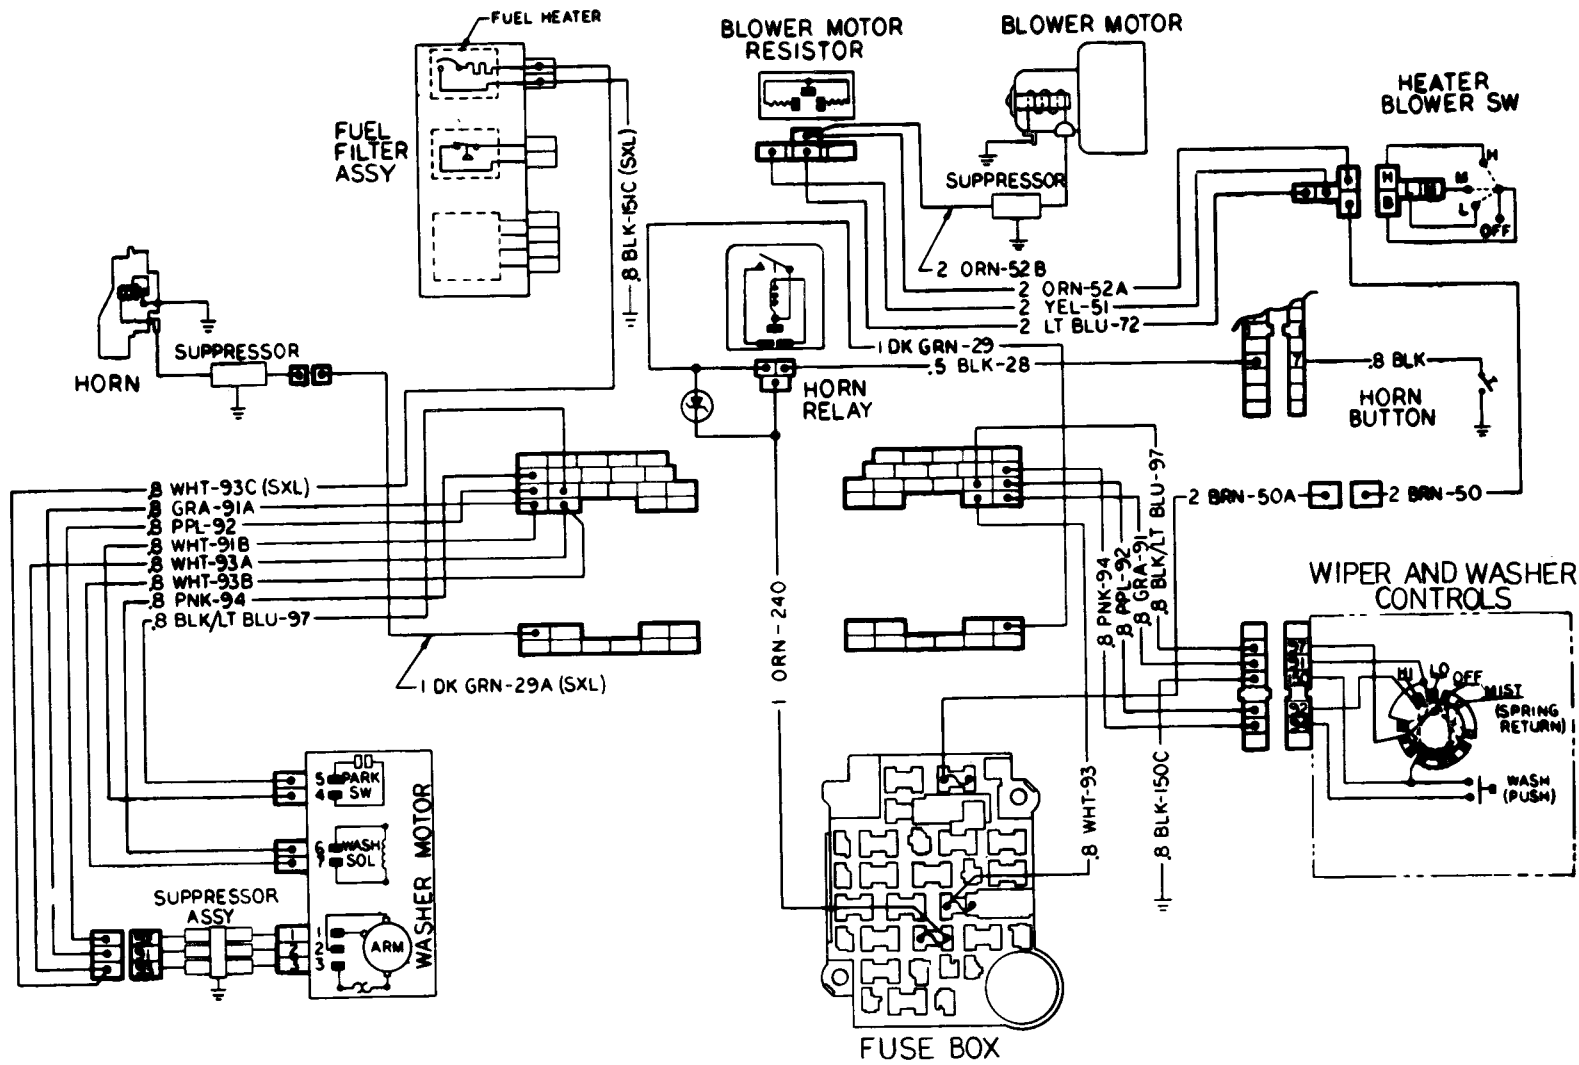 FUEL HEATER
BLOWER MOTOR
RESISTOR
BLOWER MOTOR
HEATER
BLOWER SW
FUEL
FILTER
ASSY
.8 BLK-151C (SXL)
SUPPRESSOR
H
B
H
M
L
OFF
2 ORN-52B
2 ORN-52A
2 YEL-51
2 LT BLU-72
1 DK GRN-29
.5 BLK-28
7
.8 BLK
HORN
BUTTON
HORN
RELAY
SUPPRESSOR
HORN
.8 WHT-93C (SXL)
.8 GRA-91A
.8 PPL-92
.8 WHT-91B
.8 WHT-93A
.8 WHT-93B
.8 PNK-94
.8 BLK/LT BLU-97
1 DK GRN-29A (SXL)
1 ORN-240
.8 PNK-94
.8 PPL-92
.8 GRA-91
.8 BLK/LT BLU-97
2 BRN-50A
2 BRN-50
.8 WHT-93
.8 BLK-150C
WIPER AND WASHER
CONTROLS
HI
LO
OFF
MIST
(SPRING
RETURN)
WASH
(PUSH)
5
4
PARK
SW
6
7
WASH
SOL
WASHER MOTOR
SUPPRESSOR
ASSY
1
2
3
1
2
3
ARM
FUSE BOX